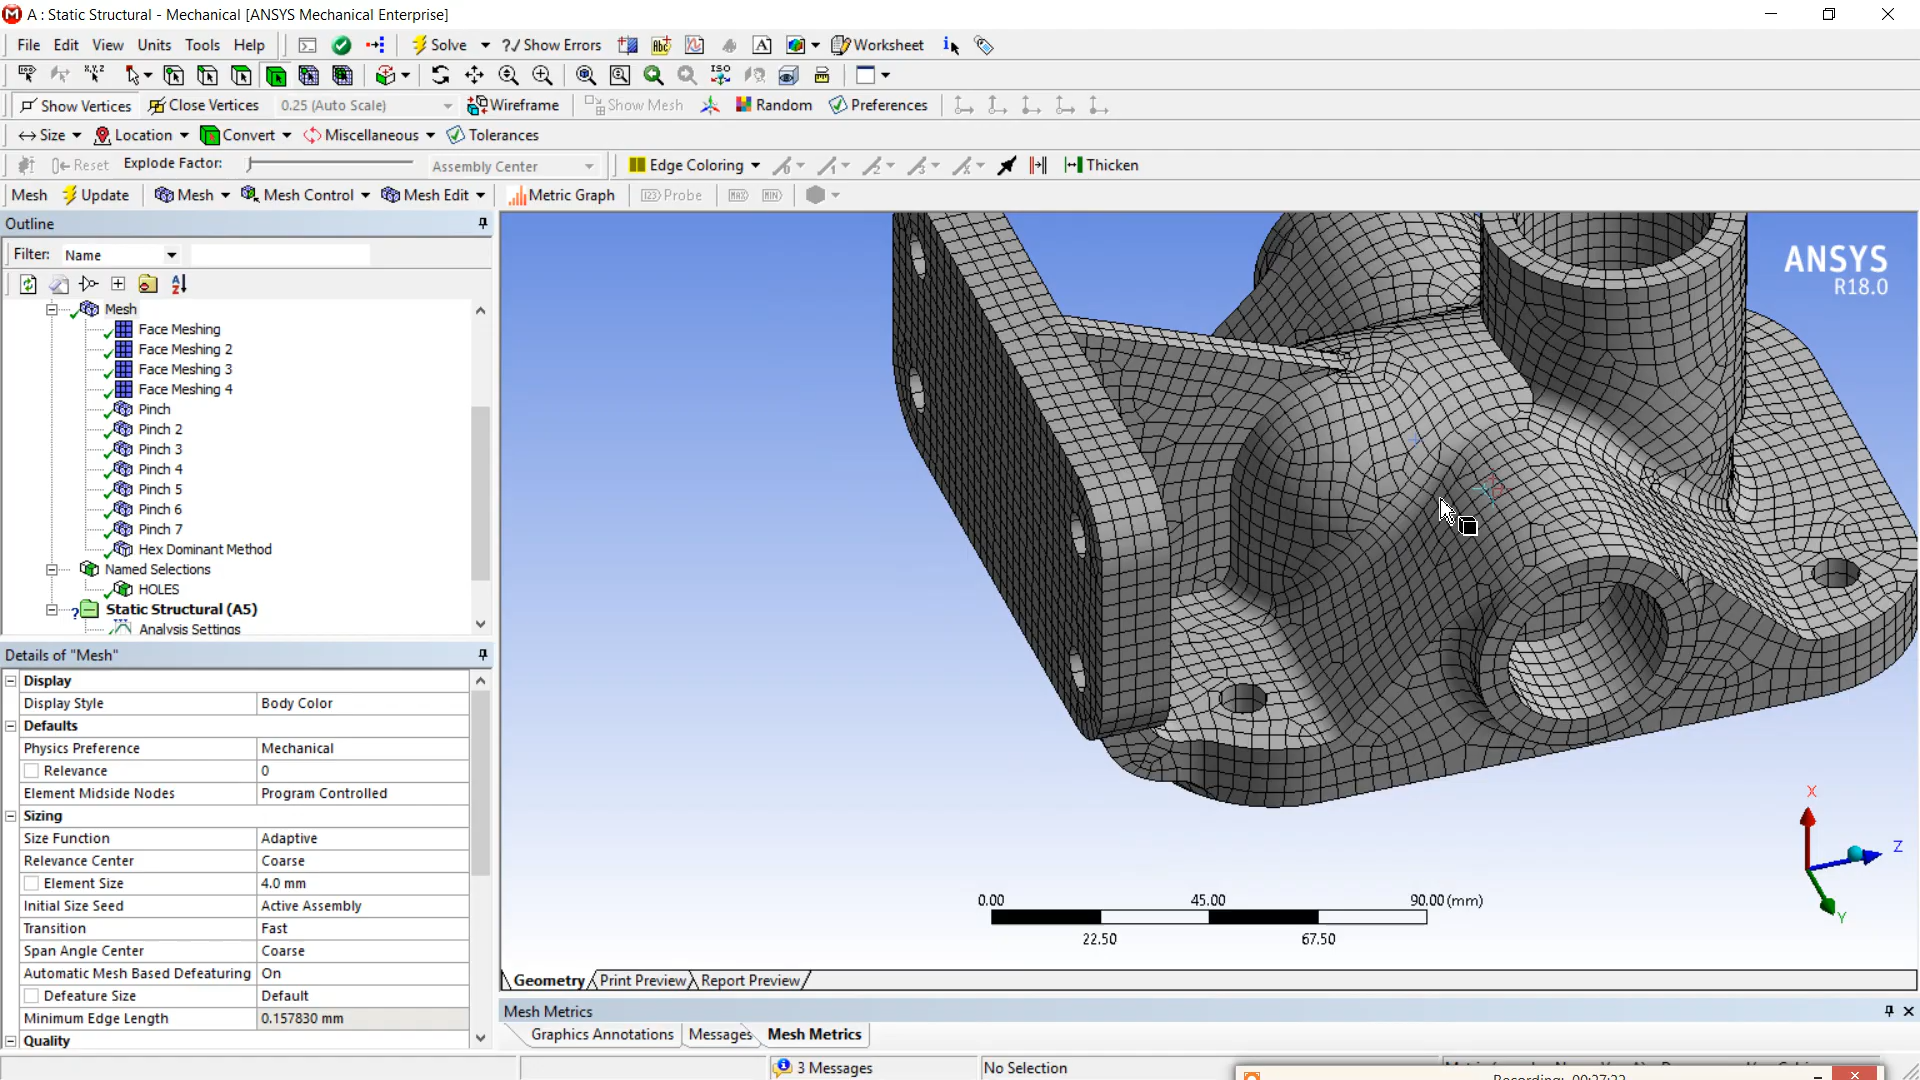 A : Static Structural - Mechanical [ANSYS Mechanical Enterprise]
File Edit View Units Tools Help Solve ?/ Show Errors Worksheet
Show Vertices Close Vertices 0.25 (Auto Scale) Wireframe Show Mesh Random Preferences
Size Location Convert Miscellaneous Tolerances
Reset Explode Factor: Assembly Center Edge Coloring Thicken
Mesh Update Mesh Mesh Control Mesh Edit Metric Graph Probe
Outline
Filter: Name
Mesh
Face Meshing
Face Meshing 2
Face Meshing 3
Face Meshing 4
Pinch
Pinch 2
Pinch 3
Pinch 4
Pinch 5
Pinch 6
Pinch 7
Hex Dominant Method
Named Selections
HOLES
Static Structural (A5)
Analysis Settings
Details of "Mesh"
Display
Display Style Body Color
Defaults
Physics Preference Mechanical
Relevance 0
Element Midside Nodes Program Controlled
Sizing
Size Function Adaptive
Relevance Center Coarse
Element Size 4.0 mm
Initial Size Seed Active Assembly
Transition Fast
Span Angle Center Coarse
Automatic Mesh Based Defeaturing On
Defeature Size Default
Minimum Edge Length 0.157830 mm
Quality
ANSYS
R18.0
X
Z
Y
0.00 45.00 90.00 (mm)
22.50 67.50
Geometry Print Preview Report Preview
Mesh Metrics
Graphics Annotations Messages Mesh Metrics
3 Messages No Selection
Recording: 00:27:22